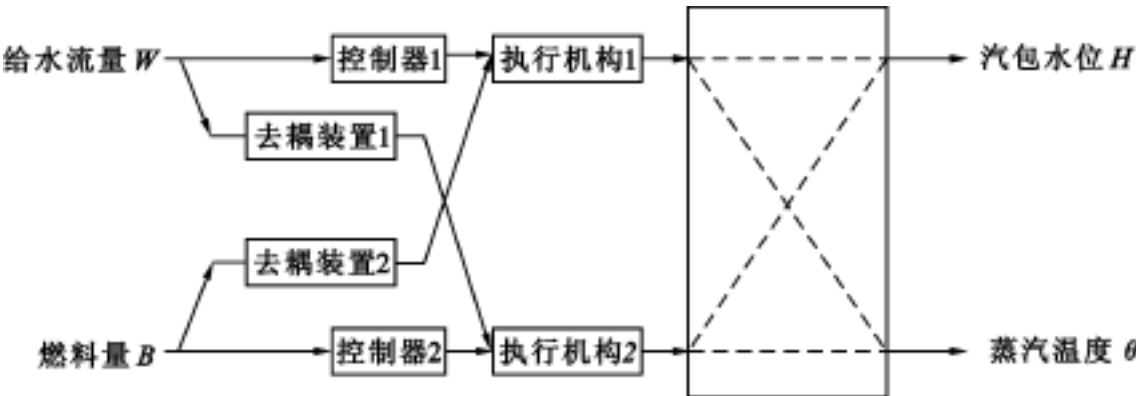 给水流量 W
控制器1
执行机构1
汽包水位 H
去耦装置1
去耦装置2
燃料量 B
控制器2
执行机构2
蒸汽温度 θ